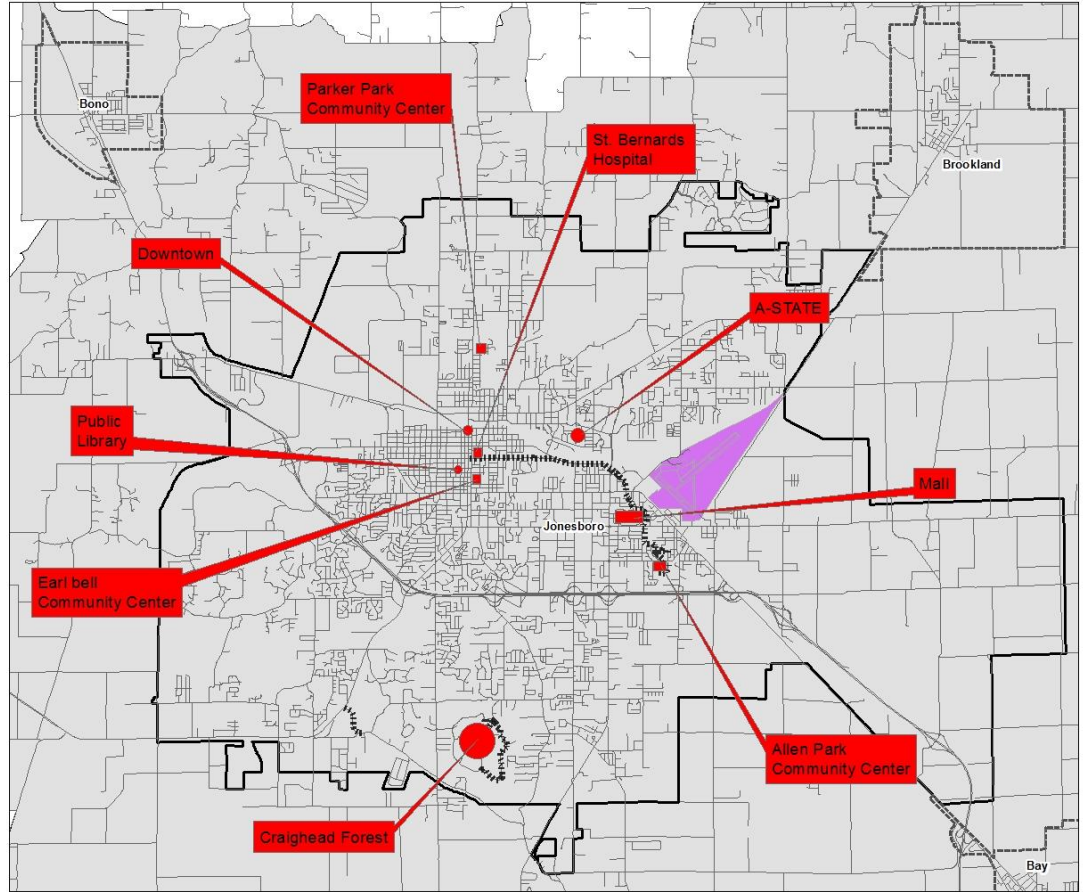 Parker Park
Community Center
Bono
St. Bernards
Hospital
Brookland
Downtown
A-STATE
Public
Library
Mall
Jonesboro
Earl bell
Community Center
Allen Park
Community Center
Craighead Forest
Bay